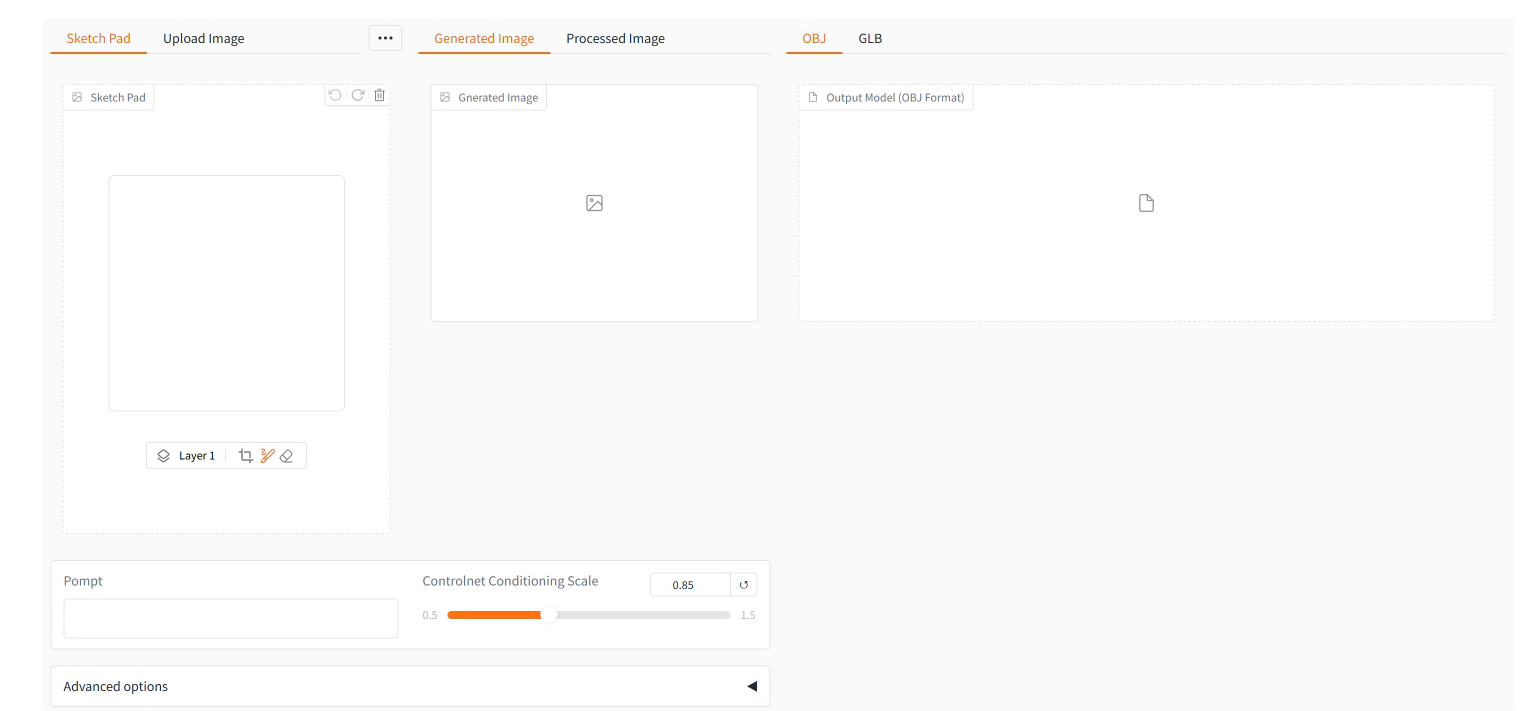 Sketch Pad Upload Image ••• Generated Image Processed Image OBJ GLB
Sketch Pad
Gnerated Image
Output Model (OBJ Format)
Layer 1
Pompt
Controlnet Conditioning Scale 0.85
0.5 1.5
Advanced options